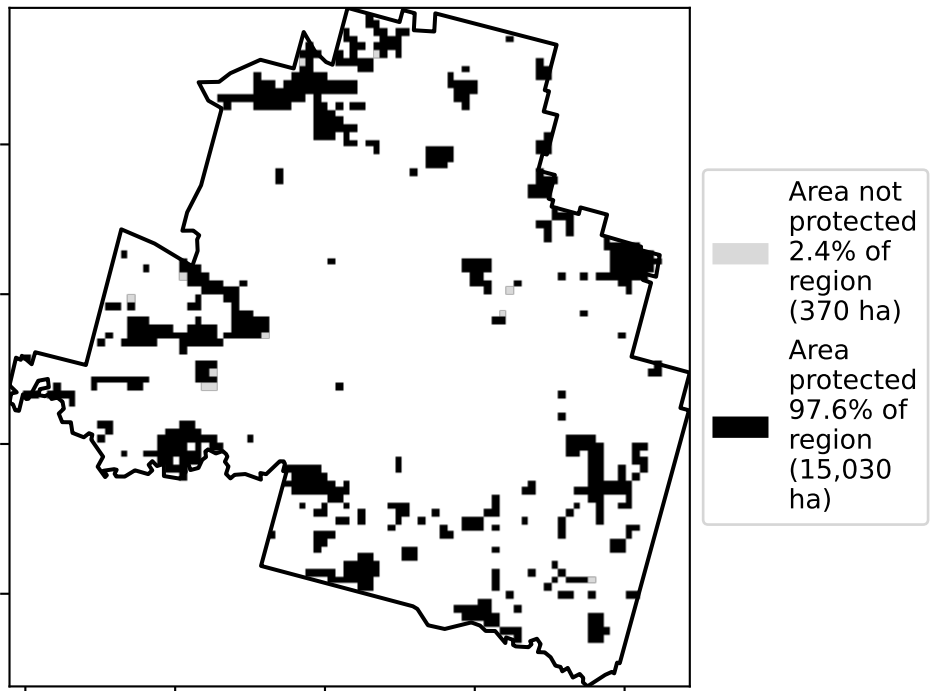 Area not
protected
2.4% of
region
(370 ha)
Area
protected
97.6% of
region
(15,030
ha)